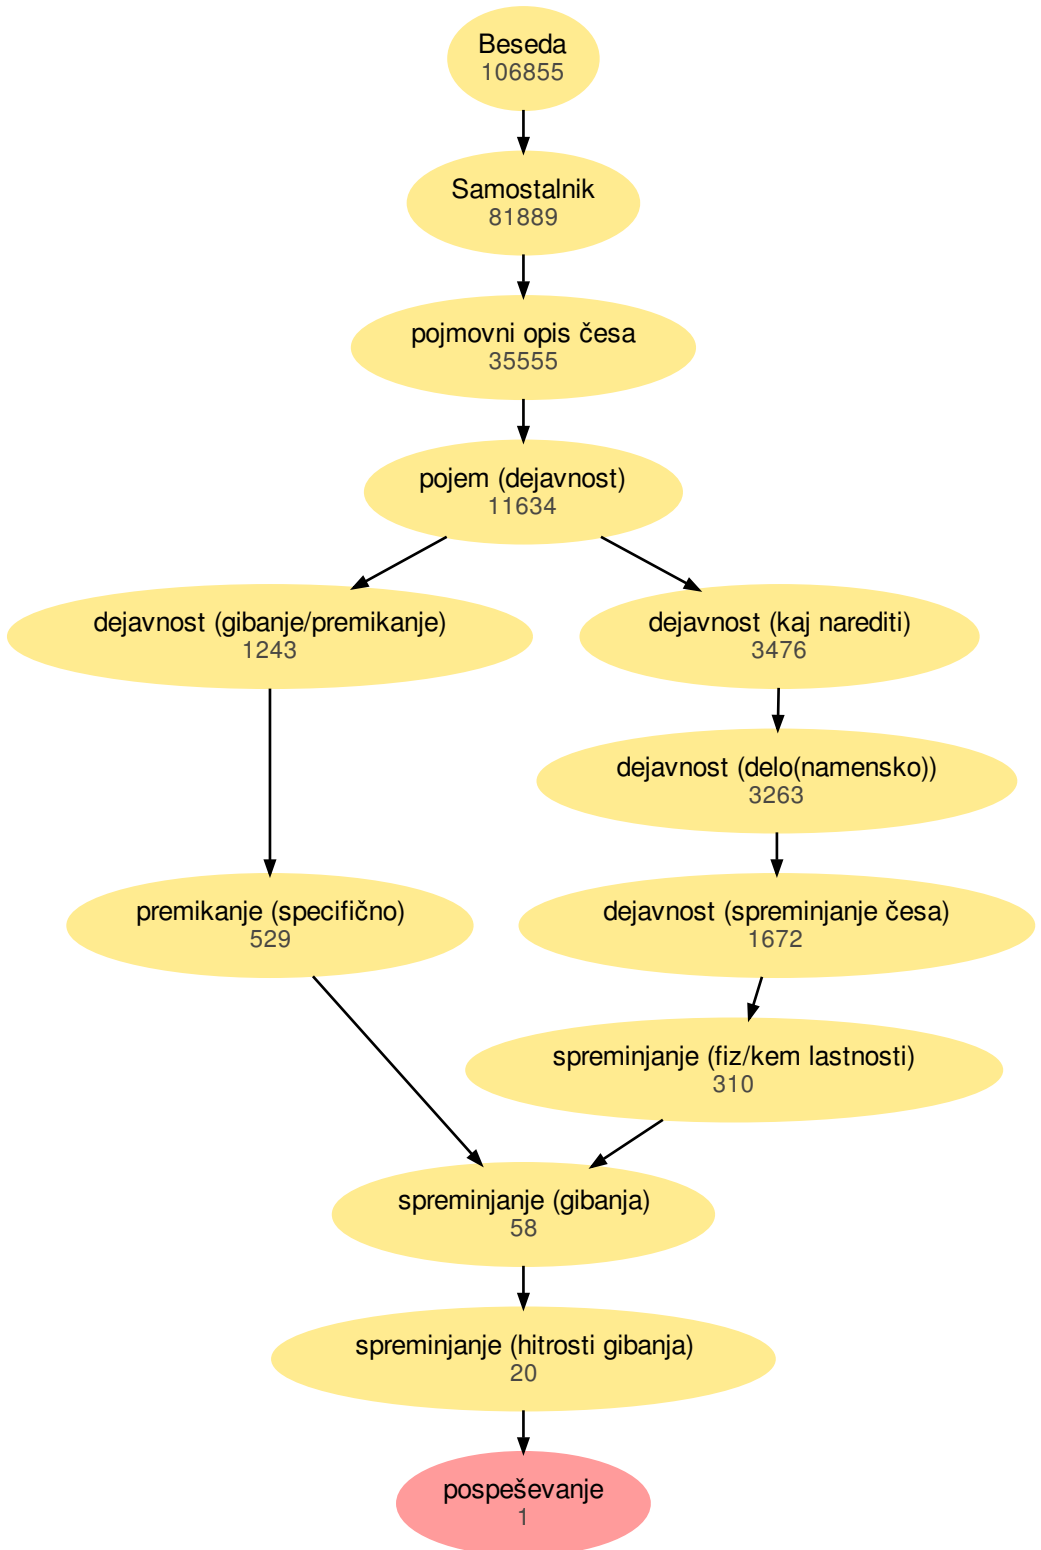 Beseda
106855
Samostalnik
81889
pojmovni opis česa
35555
pojem (dejavnost)
11634
dejavnost (gibanje/premikanje)
1243
dejavnost (kaj narediti)
3476
dejavnost (delo(namensko))
3263
premikanje (specifično)
529
dejavnost (spreminjanje česa)
1672
spreminjanje (fiz/kem lastnosti)
310
spreminjanje (gibanja)
58
spreminjanje (hitrosti gibanja)
20
pospeševanje
1